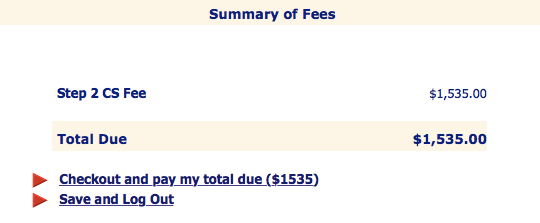 Summary of Fees
Step 2 CS Fee $1,535.00
Total Due $1,535.00
Checkout and pay my total due ($1535)
Save and Log Out